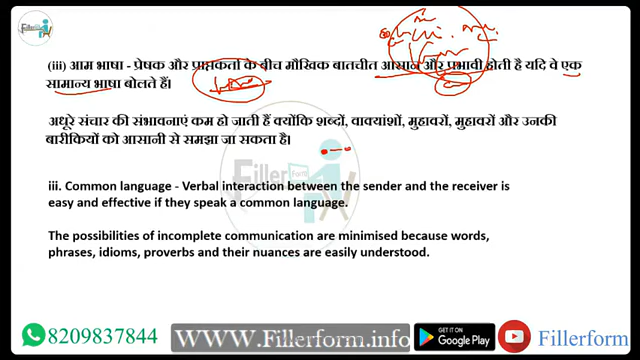 (iii) आम भाषा - प्रेषक और प्राप्तकर्ता के बीच मौखिक बातचीत आसान और प्रभावी होती है यदि वे एक
सामान्य भाषा बोलते हैं।
अधूरे संचार की संभावनाएं कम हो जाती हैं क्योंकि शब्दों, वाक्यांशों, मुहावरों, मुहावरों और उनकी
बारीकियों को आसानी से समझा जा सकता है।
iii. Common language - Verbal interaction between the sender and the receiver is
easy and effective if they speak a common language.
The possibilities of incomplete communication are minimised because words,
phrases, idioms, proverbs and their nuances are easily understood.
8209837844
WWW.Fillerform.info
GET IT ON
Google Play
Fillerform